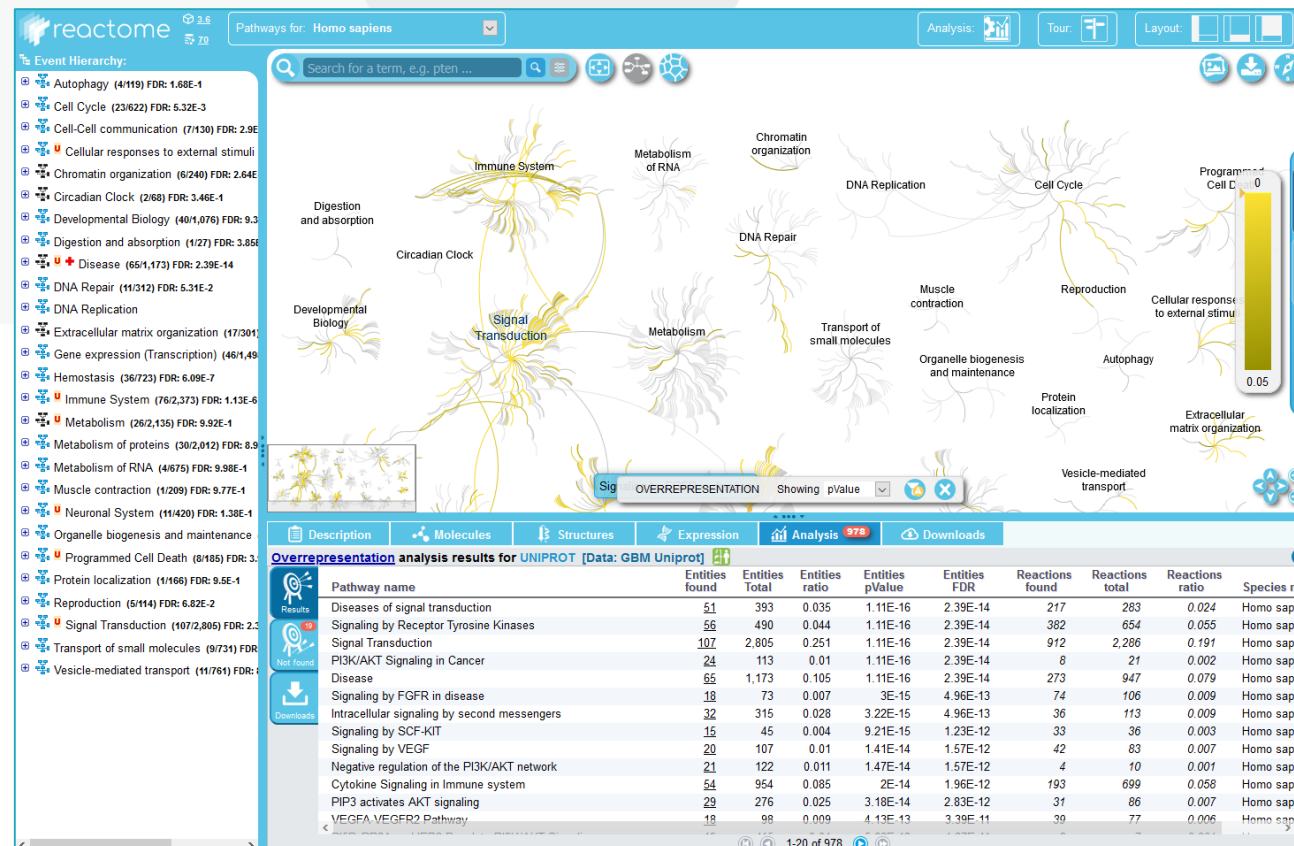 reactome 3.6 70
Pathways for: Homo sapiens
Analysis: Tour: Layout:
Event Hierarchy:
Autophagy (4/119) FDR: 1.68E-1
Cell Cycle (23/622) FDR: 5.32E-3
Cell-Cell communication (7/130) FDR: 2.9E
Cellular responses to external stimuli
Chromatin organization (6/240) FDR: 2.64E
Circadian Clock (2/68) FDR: 3.46E-1
Developmental Biology (40/1,076) FDR: 9.3
Digestion and absorption (1/27) FDR: 3.85E
Disease (65/1,173) FDR: 2.39E-14
DNA Repair (11/312) FDR: 5.31E-2
DNA Replication
Extracellular matrix organization (17/301)
Gene expression (Transcription) (46/1,49
Hemostasis (36/723) FDR: 6.09E-7
Immune System (76/2,373) FDR: 1.13E-6
Metabolism (26/2,135) FDR: 9.92E-1
Metabolism of proteins (30/2,012) FDR: 8.9
Metabolism of RNA (4/675) FDR: 9.98E-1
Muscle contraction (1/209) FDR: 9.77E-1
Neuronal System (11/420) FDR: 1.38E-1
Organelle biogenesis and maintenance
Programmed Cell Death (8/185) FDR: 3.
Protein localization (1/166) FDR: 9.5E-1
Reproduction (5/114) FDR: 6.82E-2
Signal Transduction (107/2,805) FDR: 2.3
Transport of small molecules (9/731) FDR
Vesicle-mediated transport (11/761) FDR:
Search for a term, e.g. pten ...
Chromatin
organization
Immune System
Metabolism
of RNA
DNA Replication
Cell Cycle
Programmed
Cell D
0
Digestion
and absorption
DNA Repair
Circadian Clock
Muscle
contraction
Reproduction
Cellular response
to external stimu
Developmental
Biology
Signal
Transduction
Metabolism
Transport of
small molecules
Organelle biogenesis
and maintenance
Autophagy
0.05
Protein
localization
Extracellular
matrix organization
Vesicle-mediated
transport
Sig
OVERREPRESENTATION Showing pValue
Description Molecules Structures Expression Analysis 978 Downloads
Overrepresentation analysis results for UNIPROT [Data: GBM Uniprot]
Results
19
Not found
Downloads
Pathway name Entities found Entities Total Entities ratio Entities pValue Entities FDR Reactions found Reactions total Reactions ratio Species n
Diseases of signal transduction 51 393 0.035 1.11E-16 2.39E-14 217 283 0.024 Homo sap
Signaling by Receptor Tyrosine Kinases 56 490 0.044 1.11E-16 2.39E-14 382 654 0.055 Homo sap
Signal Transduction 107 2,805 0.251 1.11E-16 2.39E-14 912 2,286 0.191 Homo sap
PI3K/AKT Signaling in Cancer 24 113 0.01 1.11E-16 2.39E-14 8 21 0.002 Homo sap
Disease 65 1,173 0.105 1.11E-16 2.39E-14 273 947 0.079 Homo sap
Signaling by FGFR in disease 18 73 0.007 3E-15 4.96E-13 74 106 0.009 Homo sap
Intracellular signaling by second messengers 32 315 0.028 3.22E-15 4.96E-13 36 113 0.009 Homo sap
Signaling by SCF-KIT 15 45 0.004 9.21E-15 1.23E-12 33 36 0.003 Homo sap
Signaling by VEGF 20 107 0.01 1.41E-14 1.57E-12 42 83 0.007 Homo sap
Negative regulation of the PI3K/AKT network 21 122 0.011 1.47E-14 1.57E-12 4 10 0.001 Homo sap
Cytokine Signaling in Immune system 54 954 0.085 2E-14 1.96E-12 193 699 0.058 Homo sap
PIP3 activates AKT signaling 29 276 0.025 3.18E-14 2.83E-12 31 86 0.007 Homo sap
VEGFA-VEGFR2 Pathway 18 98 0.009 4.13E-13 3.39E-11 39 77 0.006 Homo sap
1-20 of 978